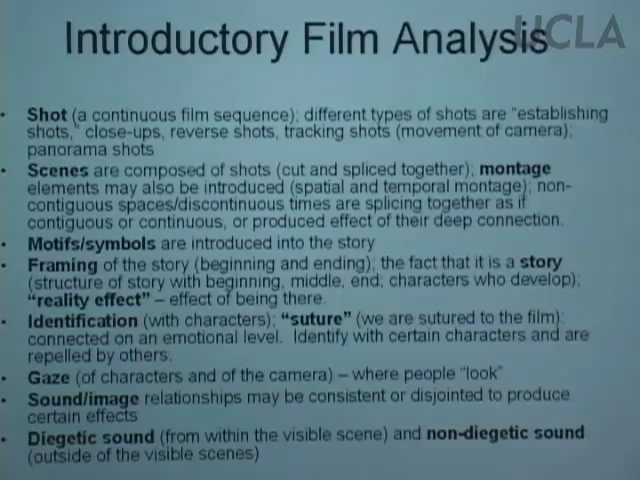 UCLA
Introductory Film Analysis
• Shot (a continuous film sequence); different types of shots are "establishing
shots," close-ups, reverse shots, tracking shots (movement of camera);
panorama shots
• Scenes are composed of shots (cut and spliced together); montage
elements may also be introduced (spatial and temporal montage); non-
contiguous spaces/discontinuous times are splicing together as if
contiguous or continuous, or produced effect of their deep connection.
• Motifs/symbols are introduced into the story
• Framing of the story (beginning and ending); the fact that it is a story
(structure of story with beginning, middle, end; characters who develop);
"reality effect" – effect of being there.
• Identification (with characters); "suture" (we are sutured to the film):
connected on an emotional level. Identify with certain characters and are
repelled by others.
• Gaze (of characters and of the camera) – where people "look"
• Sound/image relationships may be consistent or disjointed to produce
certain effects
• Diegetic sound (from within the visible scene) and non-diegetic sound
(outside of the visible scenes)